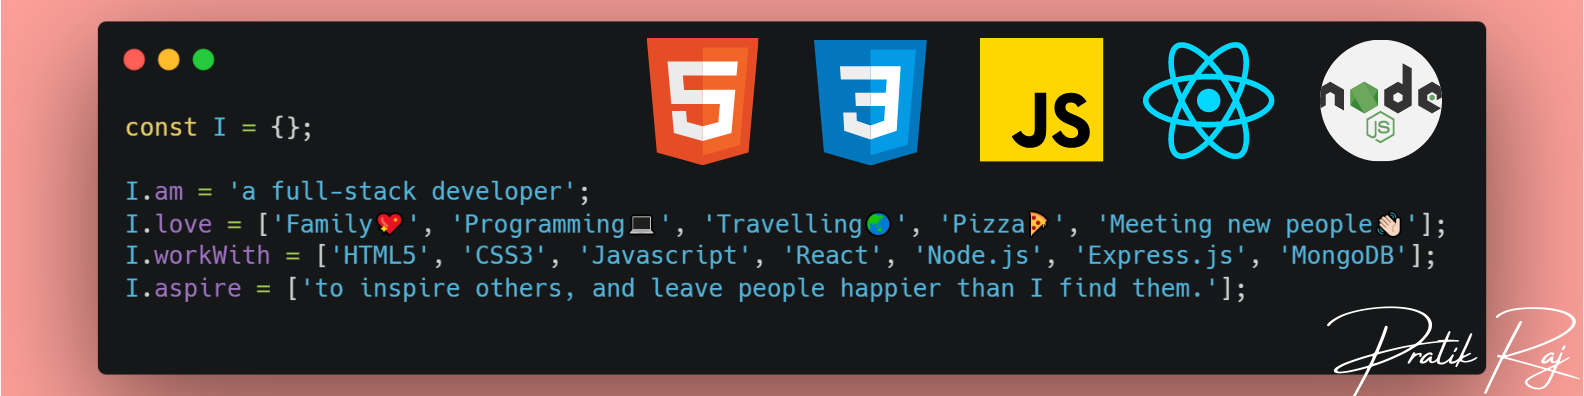 5 3 JS node JS
const I = {};
I.am = 'a full-stack developer';
I.love = ['Family💖', 'Programming💻', 'Travelling🌏', 'Pizza🍕', 'Meeting new people👋🏻'];
I.workWith = ['HTML5', 'CSS3', 'Javascript', 'React', 'Node.js', 'Express.js', 'MongoDB'];
I.aspire = ['to inspire others, and leave people happier than I find them.'];
Pratik Raj